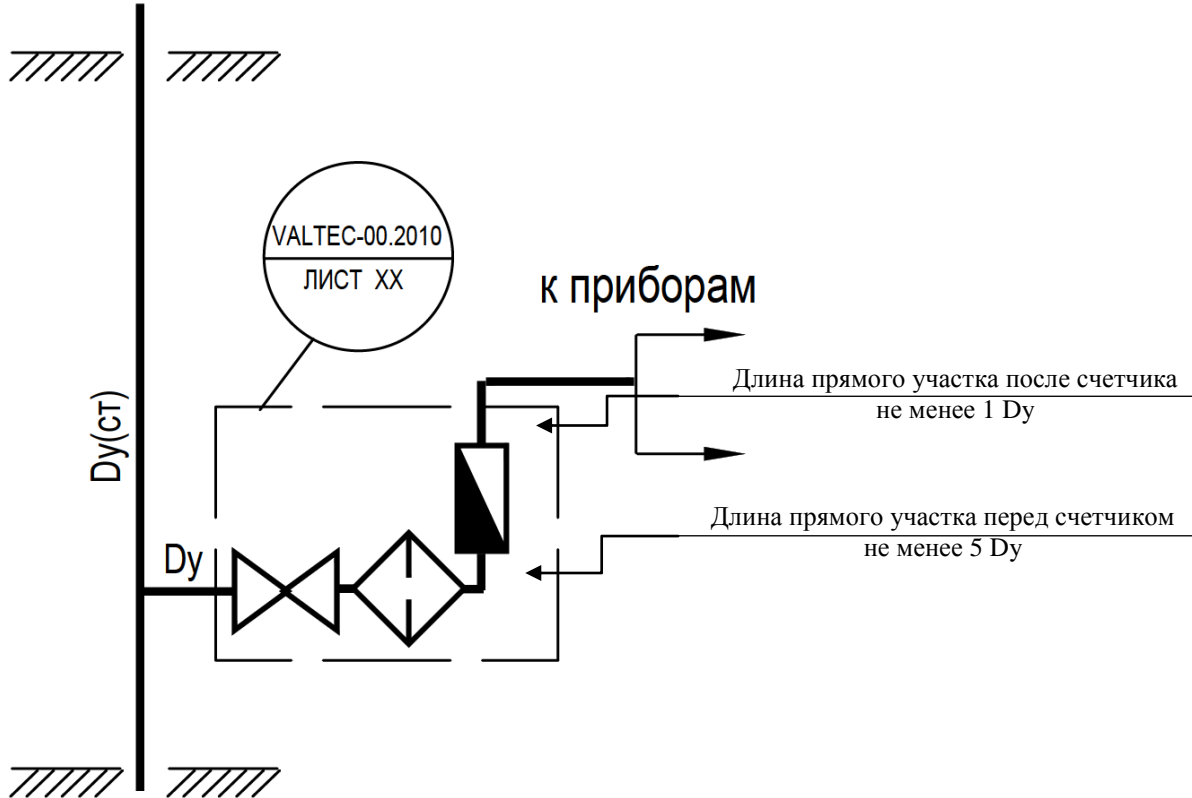 VALTEC-00.2010
ЛИСТ XX
к приборам
Длина прямого участка после счетчика
не менее 1 Dy
Dy(ст)
Длина прямого участка перед счетчиком
не менее 5 Dy
Dy